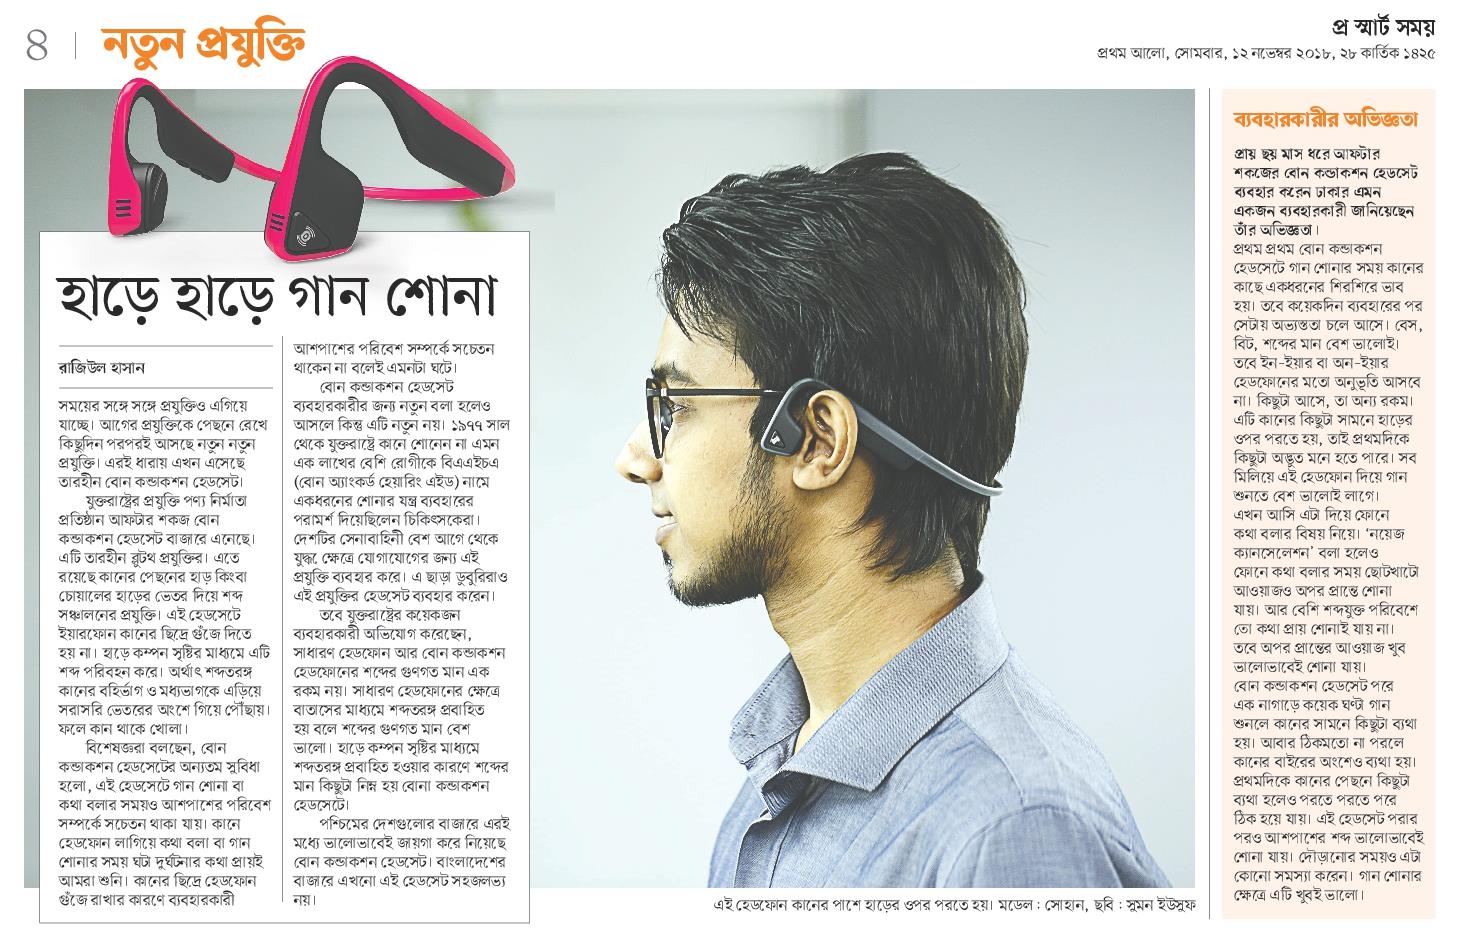 ৪
নতুন প্রযুক্তি
প্র স্মার্ট সময়
প্রথম আলো, সোমবার, ১২ নভেম্বর ২০১৮, ২৮ কার্তিক ১৪২৫
হাড়ে হাড়ে গান শোনা
রাজিউল হাসান
সময়ের সঙ্গে সঙ্গে প্রযুক্তিও এগিয়ে
যাচ্ছে। আগের প্রযুক্তিকে পেছনে রেখে
কিছুদিন পরপরই আসছে নতুন নতুন
প্রযুক্তি। এরই ধারায় এখন এসেছে
তারহীন বোন কন্ডাকশন হেডসেট।
যুক্তরাষ্ট্রের প্রযুক্তি পণ্য নির্মাতা
প্রতিষ্ঠান আফটার শকজ বোন
কন্ডাকশন হেডসেট বাজারে এনেছে।
এটি তারহীন ব্লুটুথ প্রযুক্তির। এতে
রয়েছে কানের পেছনের হাড় কিংবা
চোয়ালের হাড়ের ভেতর দিয়ে শব্দ
সঞ্চালনের প্রযুক্তি। এই হেডসেটে
ইয়ারফোন কানের ছিদ্রে গুঁজে দিতে
হয় না। হাড়ে কম্পন সৃষ্টির মাধ্যমে এটি
শব্দ পরিবহন করে। অর্থাৎ শব্দতরঙ্গ
কানের বহির্ভাগ ও মধ্যভাগকে এড়িয়ে
সরাসরি ভেতরের অংশে গিয়ে পৌঁছায়।
ফলে কান থাকে খোলা।
বিশেষজ্ঞরা বলছেন, বোন
কন্ডাকশন হেডসেটের অন্যতম সুবিধা
হলো, এই হেডসেটে গান শোনা বা
কথা বলার সময়ও আশপাশের পরিবেশ
সম্পর্কে সচেতন থাকা যায়। কানে
হেডফোন লাগিয়ে কথা বলা বা গান
শোনার সময় ঘটা দুর্ঘটনার কথা প্রায়ই
আমরা শুনি। কানের ছিদ্রে হেডফোন
গুঁজে রাখার কারণে ব্যবহারকারী
আশপাশের পরিবেশ সম্পর্কে সচেতন
থাকেন না বলেই এমনটা ঘটে।
বোন কন্ডাকশন হেডসেট
ব্যবহারকারীর জন্য নতুন বলা হলেও
আসলে কিন্তু এটি নতুন নয়। ১৯৭৭ সাল
থেকে যুক্তরাষ্ট্রে কানে শোনেন না এমন
এক লাখের বেশি রোগীকে বিএএইচএ
(বোন অ্যাংকর্ড হেয়ারিং এইড) নামে
একধরনের শোনার যন্ত্র ব্যবহারের
পরামর্শ দিয়েছিলেন চিকিৎসকেরা।
দেশটির সেনাবাহিনী বেশ আগে থেকে
যুদ্ধ ক্ষেত্রে যোগাযোগের জন্য এই
প্রযুক্তি ব্যবহার করে। এ ছাড়া ডুবুরিরাও
এই প্রযুক্তির হেডসেট ব্যবহার করেন।
তবে যুক্তরাষ্ট্রের কয়েকজন
ব্যবহারকারী অভিযোগ করেছেন,
সাধারণ হেডফোন আর বোন কন্ডাকশন
হেডফোনের শব্দের গুণগত মান এক
রকম নয়। সাধারণ হেডফোনের ক্ষেত্রে
বাতাসের মাধ্যমে শব্দতরঙ্গ প্রবাহিত
হয় বলে শব্দের গুণগত মান বেশ
ভালো। হাড়ে কম্পন সৃষ্টির মাধ্যমে
শব্দতরঙ্গ প্রবাহিত হওয়ার কারণে শব্দের
মান কিছুটা নিম্ন হয় বোনা কন্ডাকশন
হেডসেটে।
পশ্চিমের দেশগুলোর বাজারে এরই
মধ্যে ভালোভাবেই জায়গা করে নিয়েছে
বোন কন্ডাকশন হেডসেট। বাংলাদেশের
বাজারে এখনো এই হেডসেট সহজলভ্য
নয়।
এই হেডফোন কানের পাশে হাড়ের ওপর পরতে হয়। মডেল : সোহান, ছবি : সুমন ইউসুফ
ব্যবহারকারীর অভিজ্ঞতা
প্রায় ছয় মাস ধরে আফটার
শকজের বোন কন্ডাকশন হেডসেট
ব্যবহার করেন ঢাকার এমন
একজন ব্যবহারকারী জানিয়েছেন
তাঁর অভিজ্ঞতা।
প্রথম প্রথম বোন কন্ডাকশন
হেডসেটে গান শোনার সময় কানের
কাছে একধরনের শিরশিরে ভাব
হয়। তবে কয়েকদিন ব্যবহারের পর
সেটায় অভ্যস্ততা চলে আসে। বেস,
বিট, শব্দের মান বেশ ভালোই।
তবে ইন-ইয়ার বা অন-ইয়ার
হেডফোনের মতো অনুভূতি আসবে
না। কিছুটা আসে, তা অন্য রকম।
এটি কানের কিছুটা সামনে হাড়ের
ওপর পরতে হয়, তাই প্রথমদিকে
কিছুটা অদ্ভুত মনে হতে পারে। সব
মিলিয়ে এই হেডফোন দিয়ে গান
শুনতে বেশ ভালোই লাগে।
এখন আসি এটা দিয়ে ফোনে
কথা বলার বিষয় নিয়ে। ‘নয়েজ
ক্যানসেলেশন’ বলা হলেও
ফোনে কথা বলার সময় ছোটখাটো
আওয়াজও অপর প্রান্তে শোনা
যায়। আর বেশি শব্দযুক্ত পরিবেশে
তো কথা প্রায় শোনাই যায় না।
তবে অপর প্রান্তের আওয়াজ খুব
ভালোভাবেই শোনা যায়।
বোন কন্ডাকশন হেডসেট পরে
এক নাগাড়ে কয়েক ঘণ্টা গান
শুনলে কানের সামনে কিছুটা ব্যথা
হয়। আবার ঠিকমতো না পরলে
কানের বাইরের অংশেও ব্যথা হয়।
প্রথমদিকে কানের পেছনে কিছুটা
ব্যথা হলেও পরতে পরতে পরে
ঠিক হয়ে যায়। এই হেডসেট পরার
পরও আশপাশের শব্দ ভালোভাবেই
শোনা যায়। দৌড়ানোর সময়ও এটা
কোনো সমস্যা করেন। গান শোনার
ক্ষেত্রে এটি খুবই ভালো।